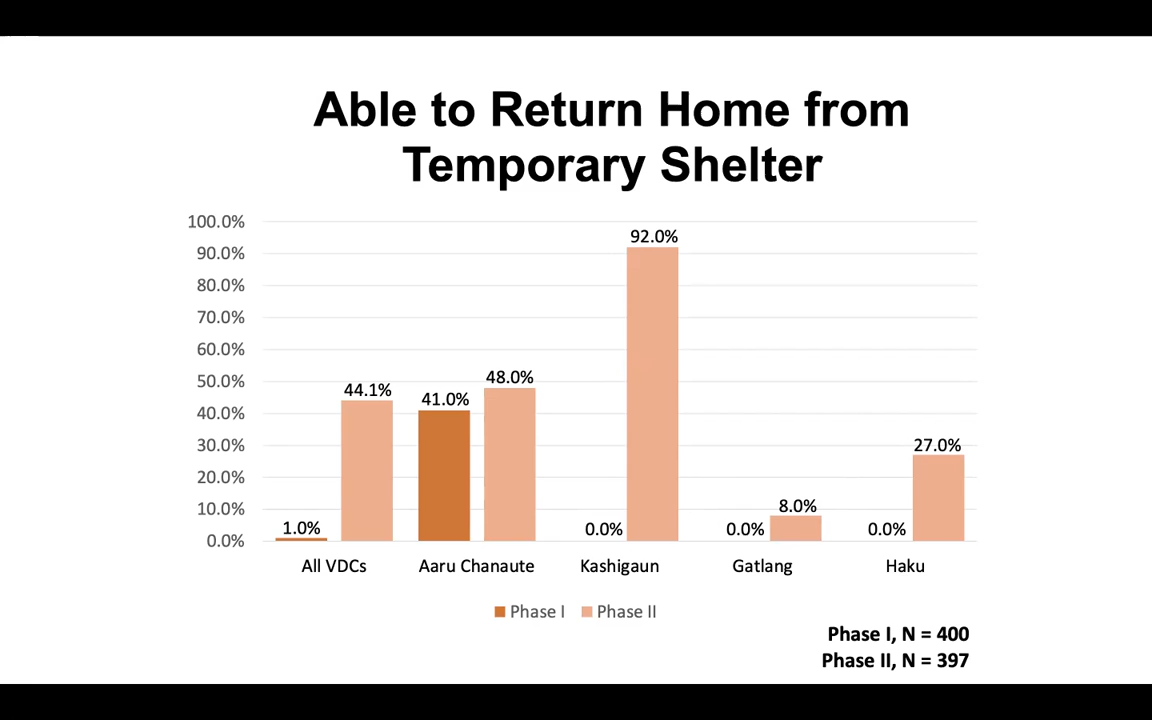 Able to Return Home from
Temporary Shelter
100.0%
90.0%
80.0%
70.0%
60.0%
50.0%
40.0%
30.0%
20.0%
10.0%
0.0%
1.0%
44.1%
41.0%
48.0%
0.0%
92.0%
0.0%
8.0%
0.0%
27.0%
All VDCs
Aaru Chanaute
Kashigaun
Gatlang
Haku
Phase I
Phase II
Phase I, N = 400
Phase II, N = 397